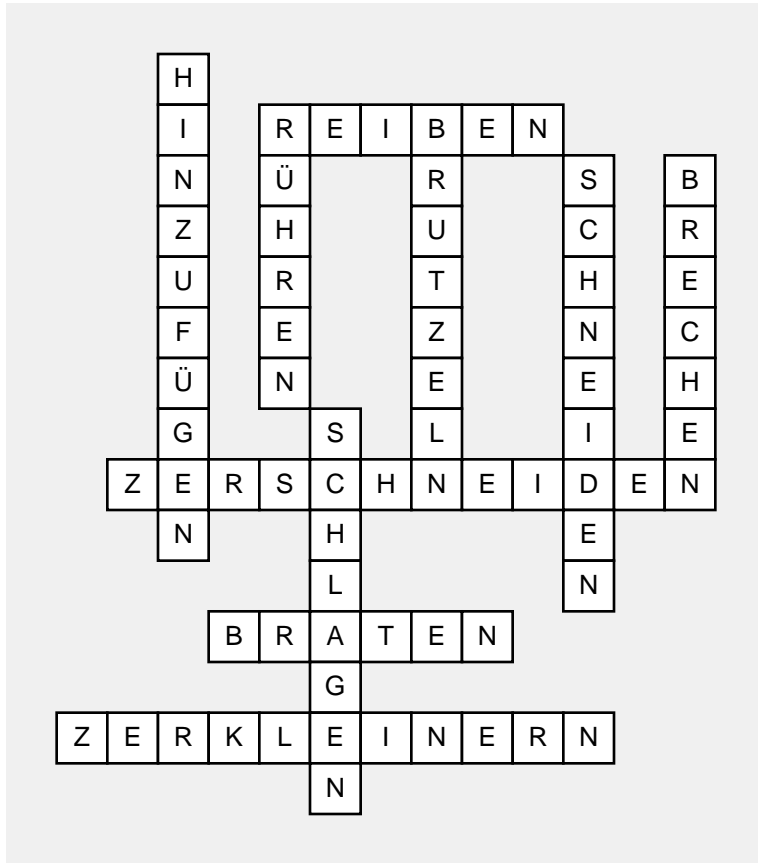 HINZUFÜGEN
REIBEN
RÜHREN
BRUTZELN
SCHNEIDEN
BRECHEN
SCHLAGEN
ZERSCHNEIDEN
BRATEN
ZERKLEINERN